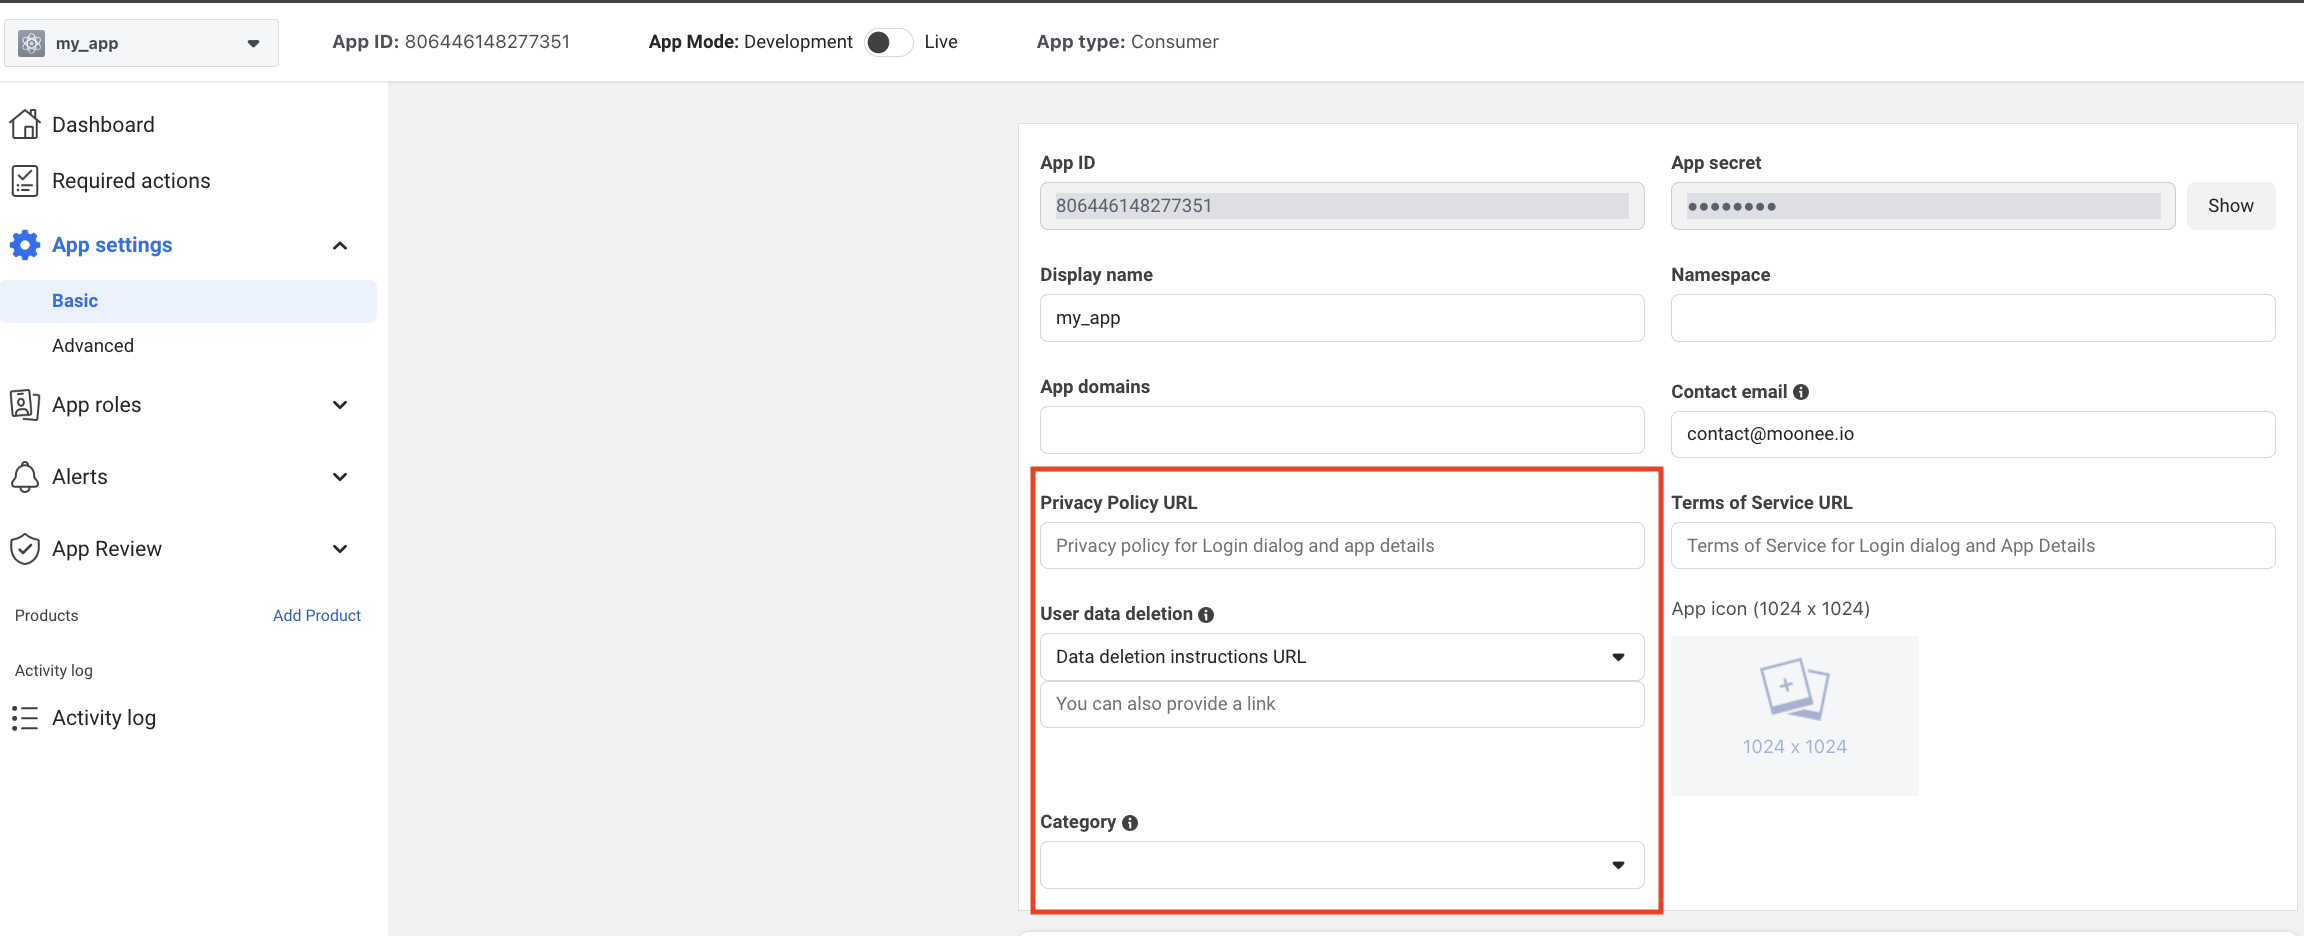 my_app
App ID: 806446148277351
App Mode: Development Live
App type: Consumer
Dashboard
Required actions
App settings
Basic
Advanced
App roles
Alerts
App Review
Products Add Product
Activity log
Activity log
App ID
806446148277351
App secret
●●●●●●●●
Show
Display name
my_app
Namespace
App domains
Contact email
contact@moonee.io
Privacy Policy URL
Privacy policy for Login dialog and app details
Terms of Service URL
Terms of Service for Login dialog and App Details
User data deletion
Data deletion instructions URL
You can also provide a link
App icon (1024 x 1024)
1024 x 1024
Category